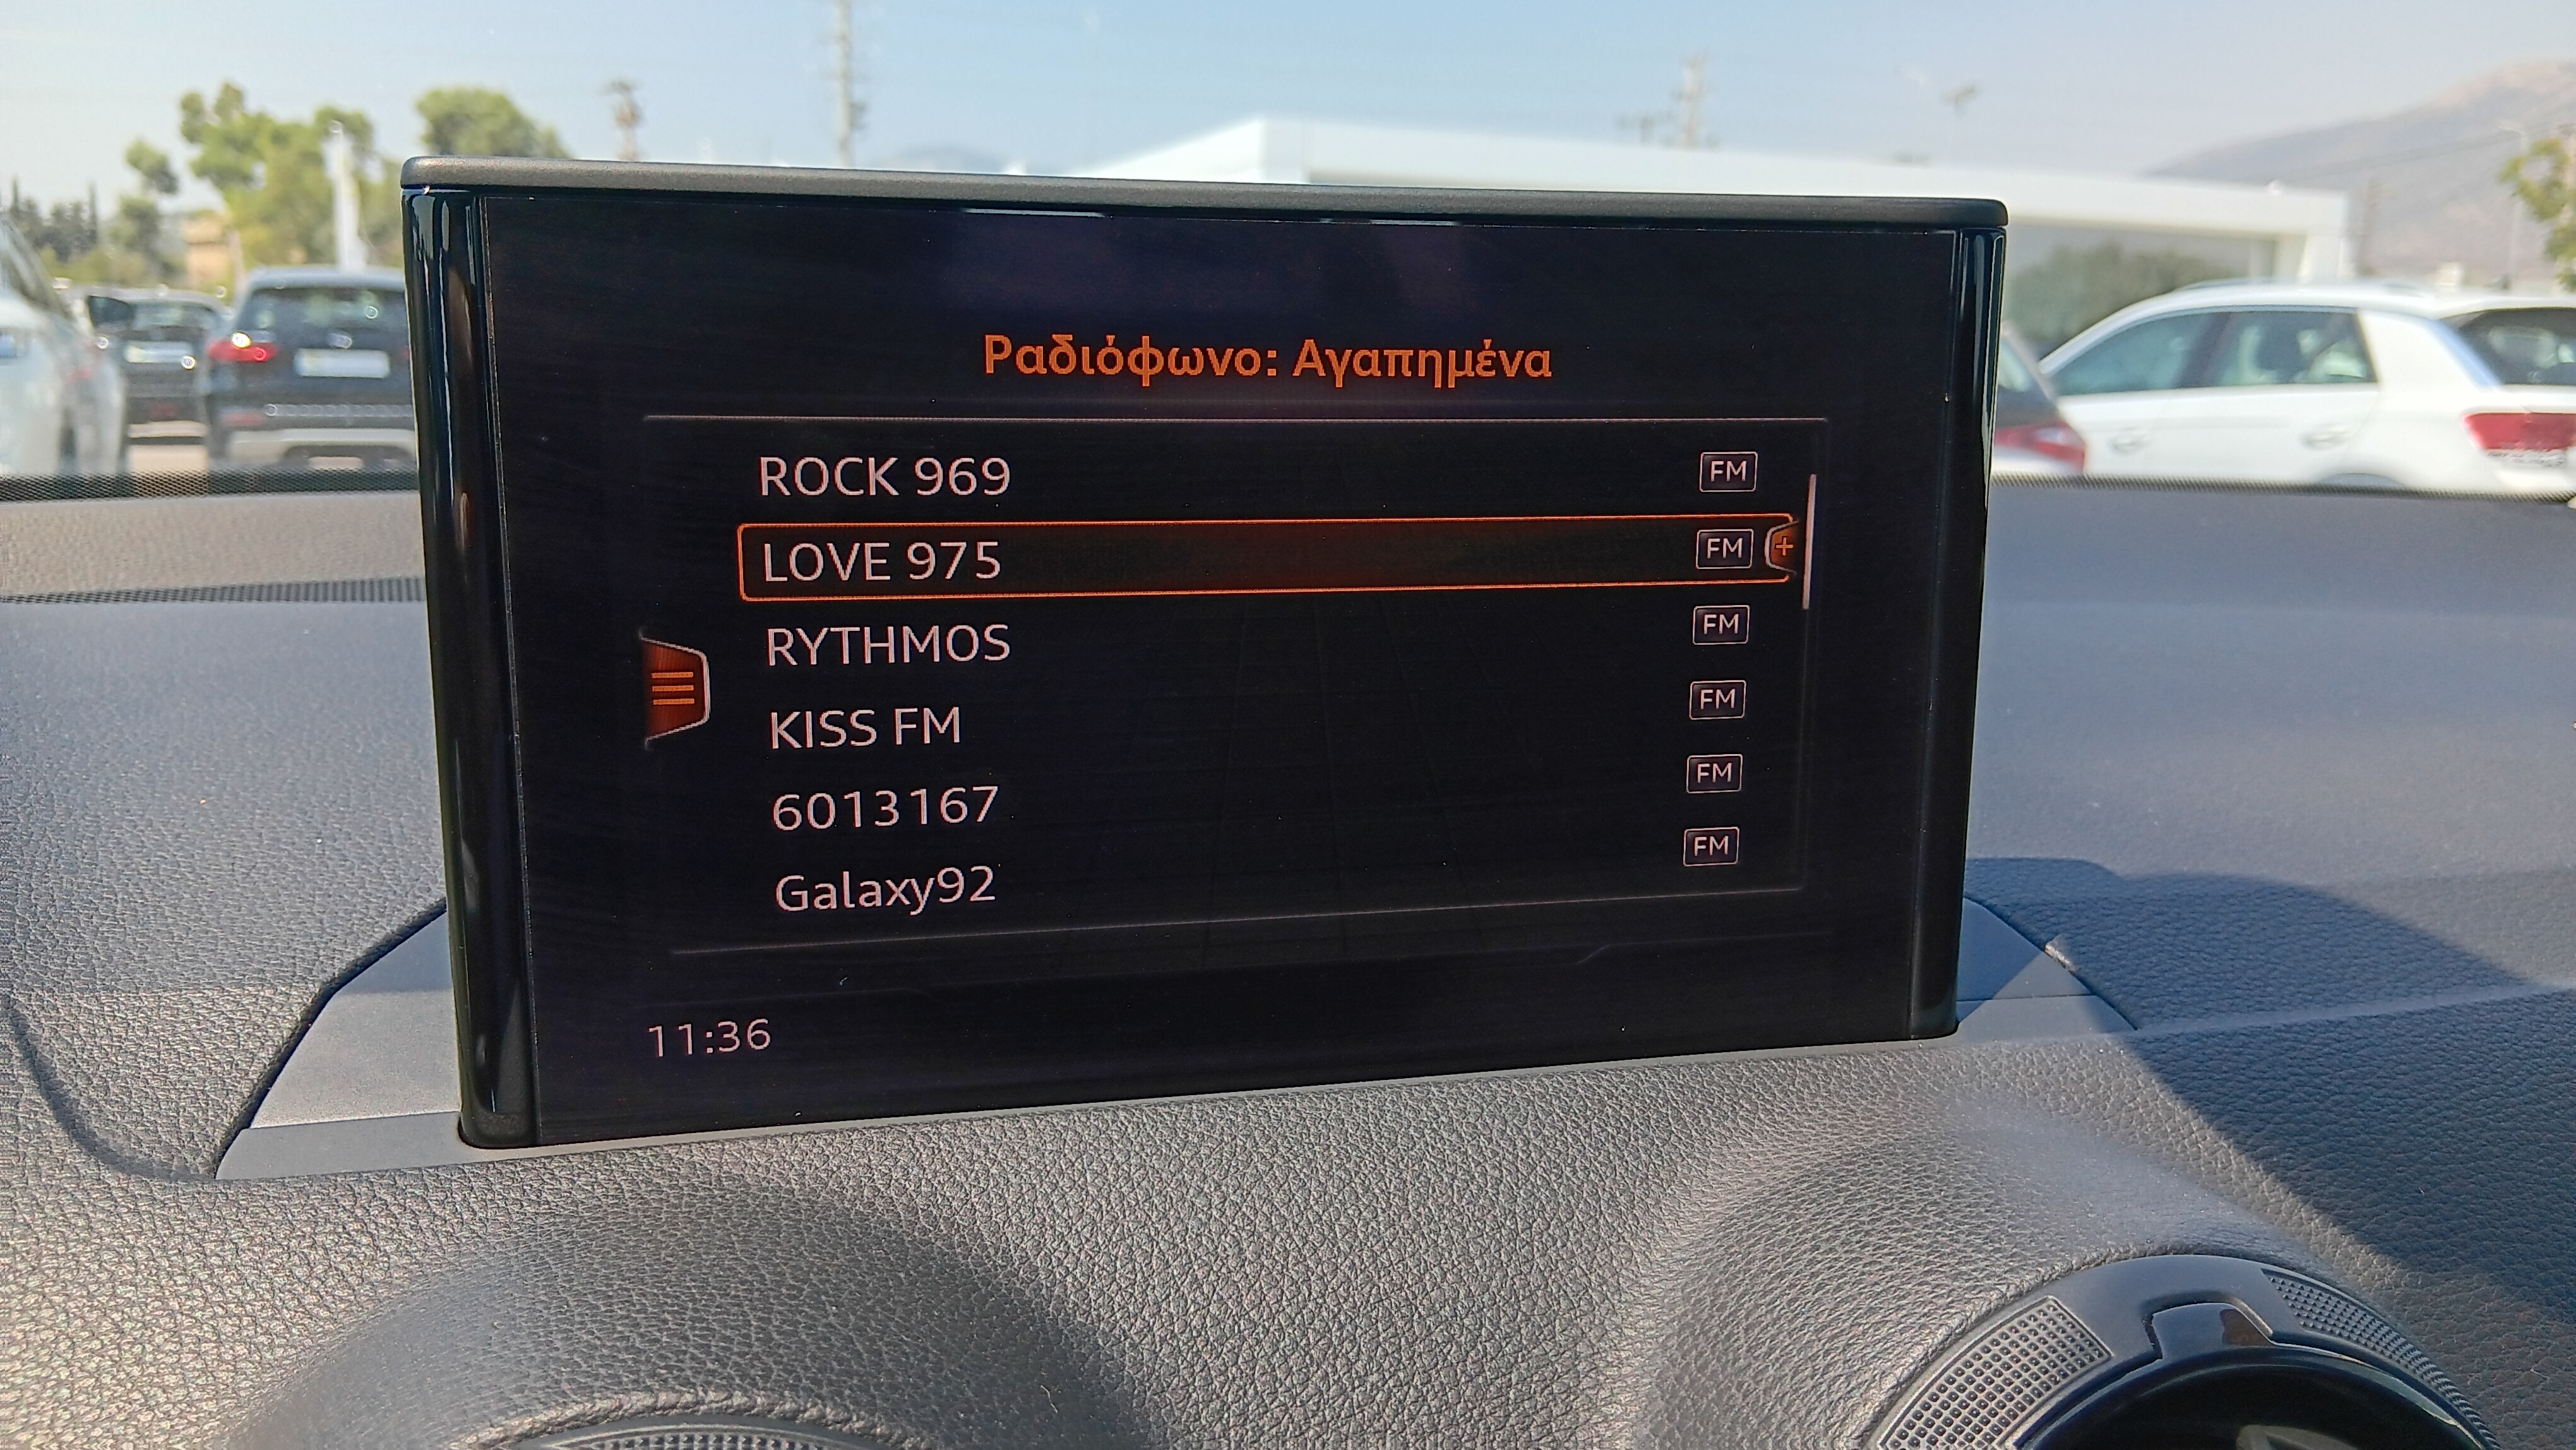 Ραδιόφωνο: Αγαπημένα
ROCK 969 FM
LOVE 975 FM +
RYTHMOS FM
KISS FM FM
6013167 FM
Galaxy92 FM
11:36